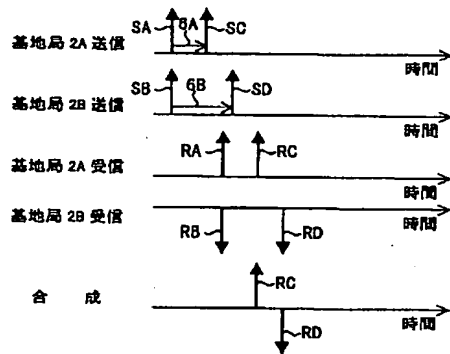 SA 6A SC
基地局 2A 送信
時間
SB 6B SD
基地局 2B 送信
時間
RA RC
基地局 2A 受信
時間
基地局 2B 受信
時間
RB RD
RC
合 成
時間
RD